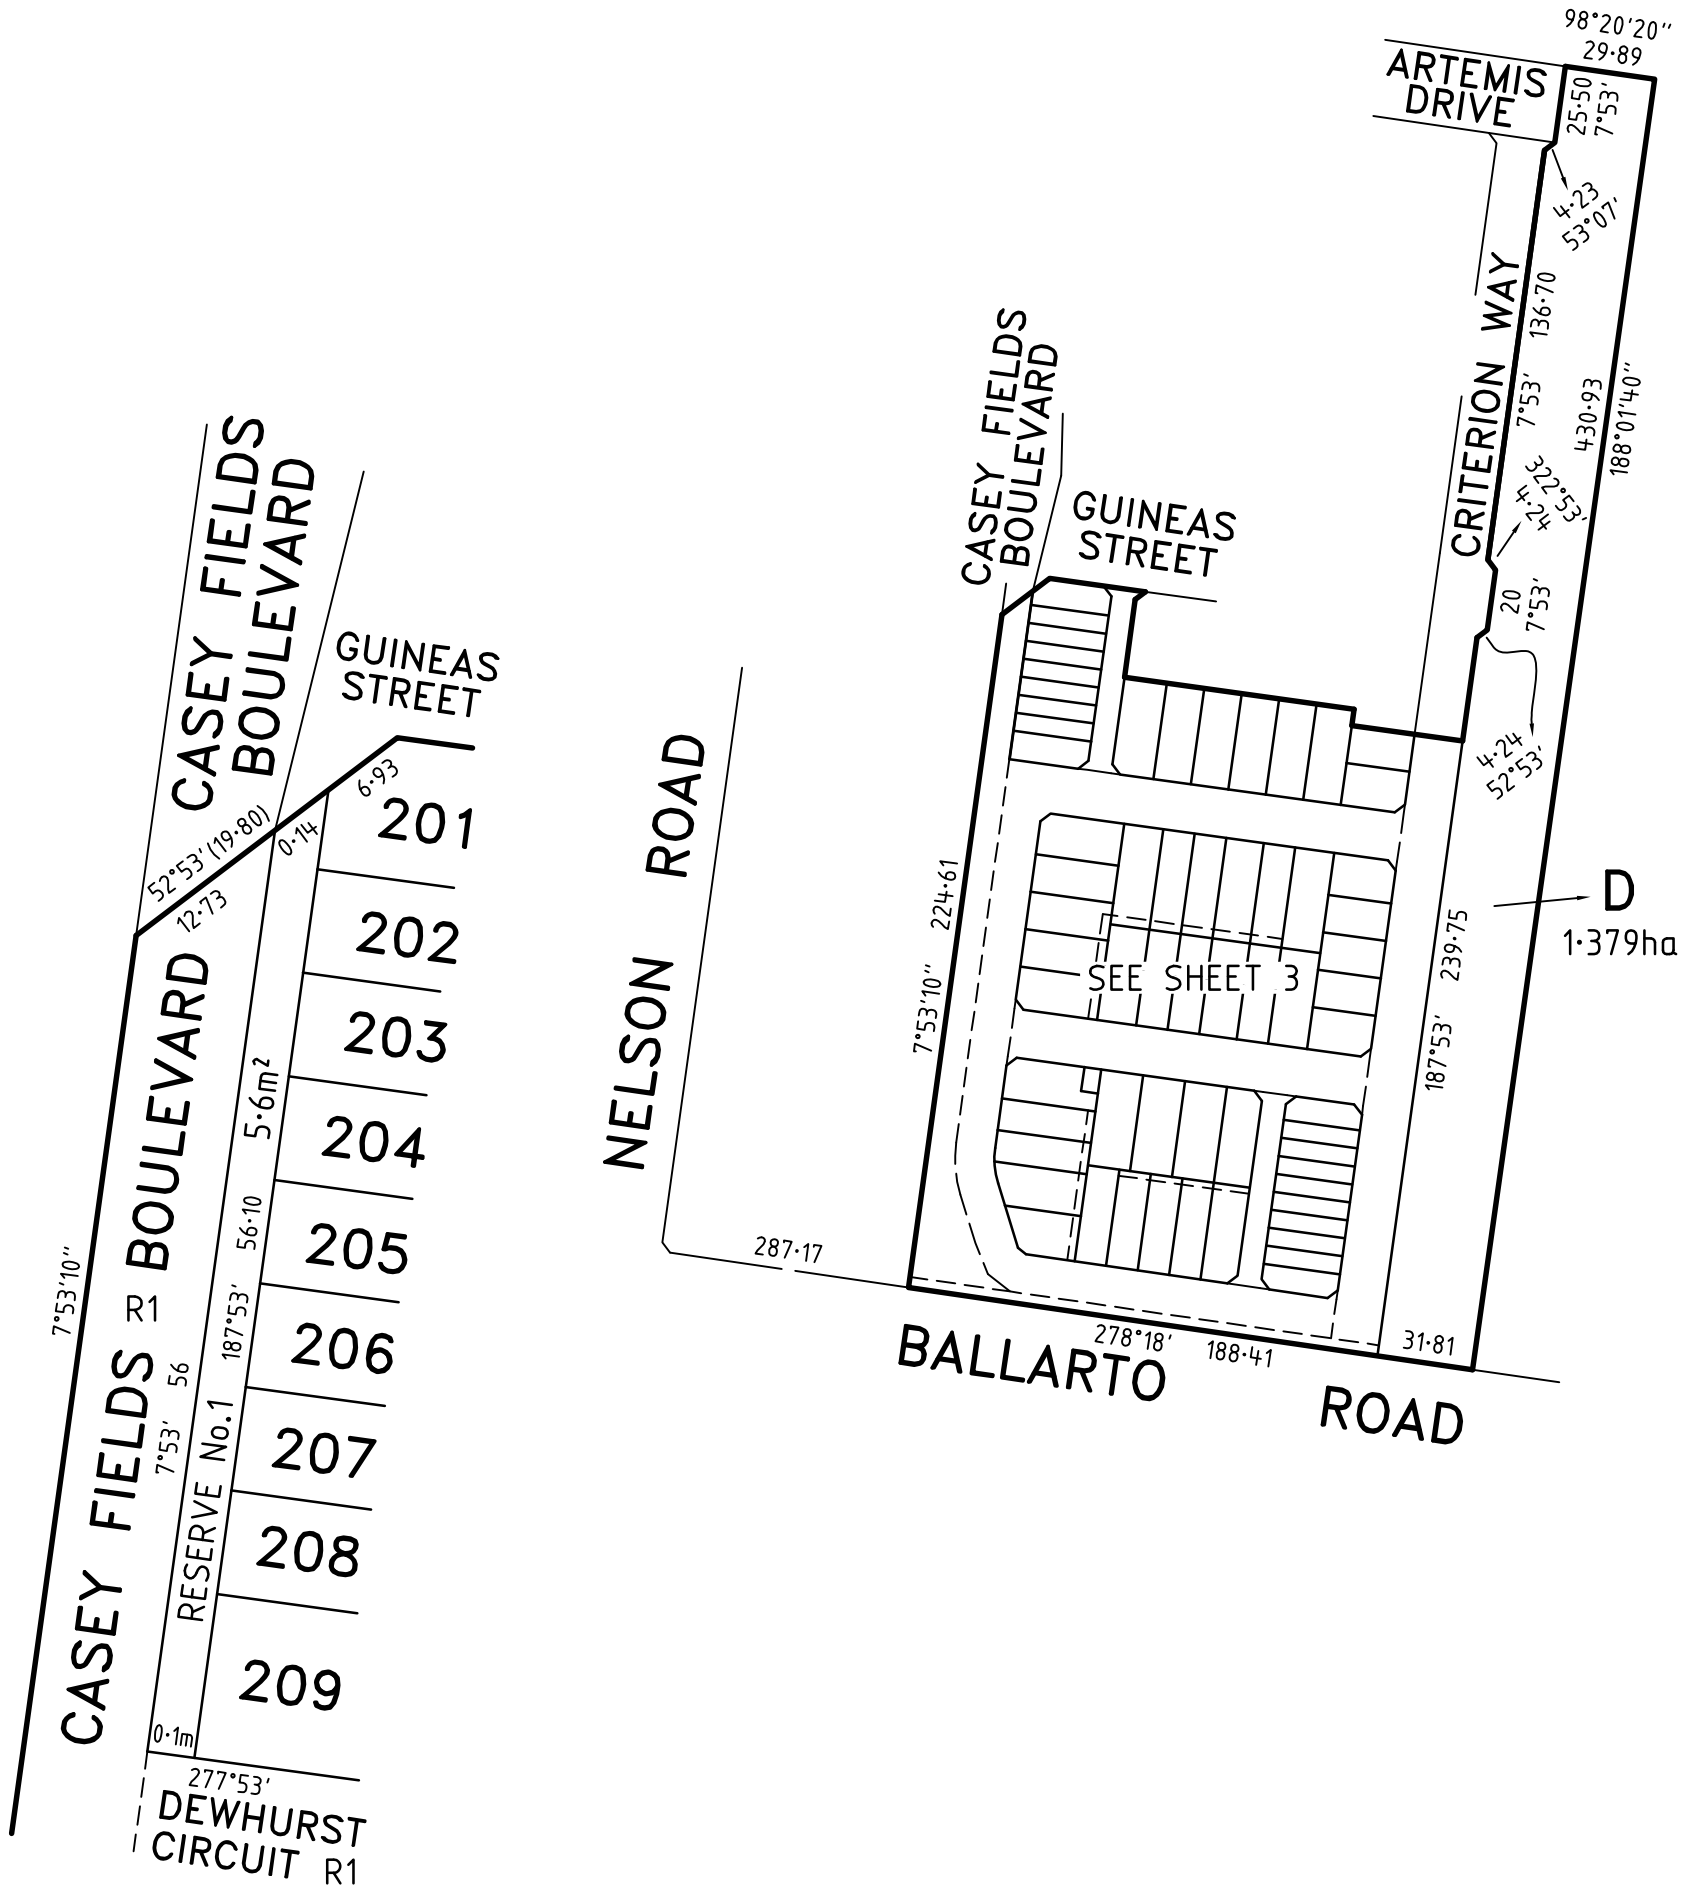 98°20'20"
29·89
ARTEMIS
DRIVE
25·50
7°53'
4·23
53°07'
CRITERION WAY
136·70
7°53'
430·93
188°01'40"
322°53'
4·24
20
7°53'
4·24
52°53'
CASEY FIELDS
BOULEVARD
GUINEAS
STREET
CASEY FIELDS
BOULEVARD
GUINEAS
STREET
52°53' (19·80)
12·73
0·14
6·93
201
202
203
204
205
206
207
208
209
CASEY FIELDS BOULEVARD
R1
7°53'10"
7°53' 56
RESERVE No.1
187°53' 56·10
5·6m²
0·1m
277°53'
DEWHURST
CIRCUIT R1
NELSON ROAD
287·17
7°53'10" 224·61
SEE SHEET 3
187°53' 239·75
D
1·379ha
278°18' 188·41
31·81
BALLARTO ROAD